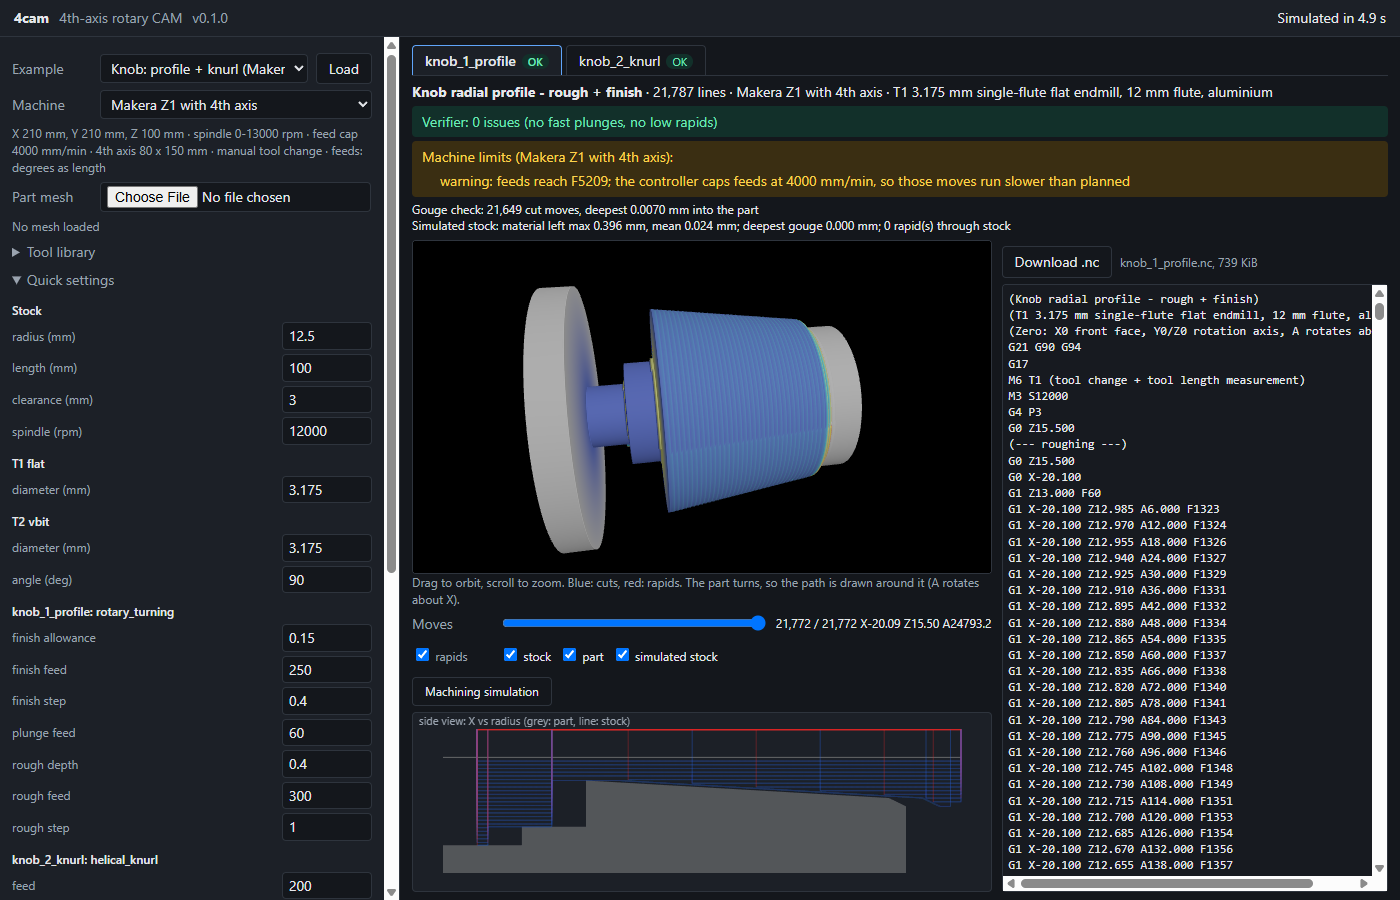 4cam 4th-axis rotary CAM v0.1.0
Simulated in 4.9 s
Example Knob: profile + knurl (Maker Load
Machine Makera Z1 with 4th axis
X 210 mm, Y 210 mm, Z 100 mm · spindle 0-13000 rpm · feed cap
4000 mm/min · 4th axis 80 x 150 mm · manual tool change · feeds:
degrees as length
Part mesh Choose File No file chosen
No mesh loaded
Tool library
Quick settings
Stock
radius (mm) 12.5
length (mm) 100
clearance (mm) 3
spindle (rpm) 12000
T1 flat
diameter (mm) 3.175
T2 vbit
diameter (mm) 3.175
angle (deg) 90
knob_1_profile: rotary_turning
finish allowance 0.15
finish feed 250
finish step 0.4
plunge feed 60
rough depth 0.4
rough feed 300
rough step 1
knob_2_knurl: helical_knurl
feed 200
knob_1_profile OK
knob_2_knurl OK
Knob radial profile - rough + finish · 21,787 lines · Makera Z1 with 4th axis · T1 3.175 mm single-flute flat endmill, 12 mm flute, aluminium
Verifier: 0 issues (no fast plunges, no low rapids)
Machine limits (Makera Z1 with 4th axis):
warning: feeds reach F5209; the controller caps feeds at 4000 mm/min, so those moves run slower than planned
Gouge check: 21,649 cut moves, deepest 0.0070 mm into the part
Simulated stock: material left max 0.396 mm, mean 0.024 mm; deepest gouge 0.000 mm; 0 rapid(s) through stock
Drag to orbit, scroll to zoom. Blue: cuts, red: rapids. The part turns, so the path is drawn around it (A rotates
about X).
Moves 21,772 / 21,772 X-20.09 Z15.50 A24793.2
rapids stock part simulated stock
Machining simulation
side view: X vs radius (grey: part, line: stock)
Download .nc knob_1_profile.nc, 739 KiB
(Knob radial profile - rough + finish)
(T1 3.175 mm single-flute flat endmill, 12 mm flute, al
(Zero: X0 front face, Y0/Z0 rotation axis, A rotates ab
G21 G90 G94
G17
M6 T1 (tool change + tool length measurement)
M3 S12000
G4 P3
G0 Z15.500
(--- roughing ---)
G0 Z15.500
G0 X-20.100
G1 Z13.000 F60
G1 X-20.100 Z12.985 A6.000 F1323
G1 X-20.100 Z12.970 A12.000 F1324
G1 X-20.100 Z12.955 A18.000 F1326
G1 X-20.100 Z12.940 A24.000 F1327
G1 X-20.100 Z12.925 A30.000 F1329
G1 X-20.100 Z12.910 A36.000 F1331
G1 X-20.100 Z12.895 A42.000 F1332
G1 X-20.100 Z12.880 A48.000 F1334
G1 X-20.100 Z12.865 A54.000 F1335
G1 X-20.100 Z12.850 A60.000 F1337
G1 X-20.100 Z12.835 A66.000 F1338
G1 X-20.100 Z12.820 A72.000 F1340
G1 X-20.100 Z12.805 A78.000 F1341
G1 X-20.100 Z12.790 A84.000 F1343
G1 X-20.100 Z12.775 A90.000 F1345
G1 X-20.100 Z12.760 A96.000 F1346
G1 X-20.100 Z12.745 A102.000 F1348
G1 X-20.100 Z12.730 A108.000 F1349
G1 X-20.100 Z12.715 A114.000 F1351
G1 X-20.100 Z12.700 A120.000 F1353
G1 X-20.100 Z12.685 A126.000 F1354
G1 X-20.100 Z12.670 A132.000 F1356
G1 X-20.100 Z12.655 A138.000 F1357